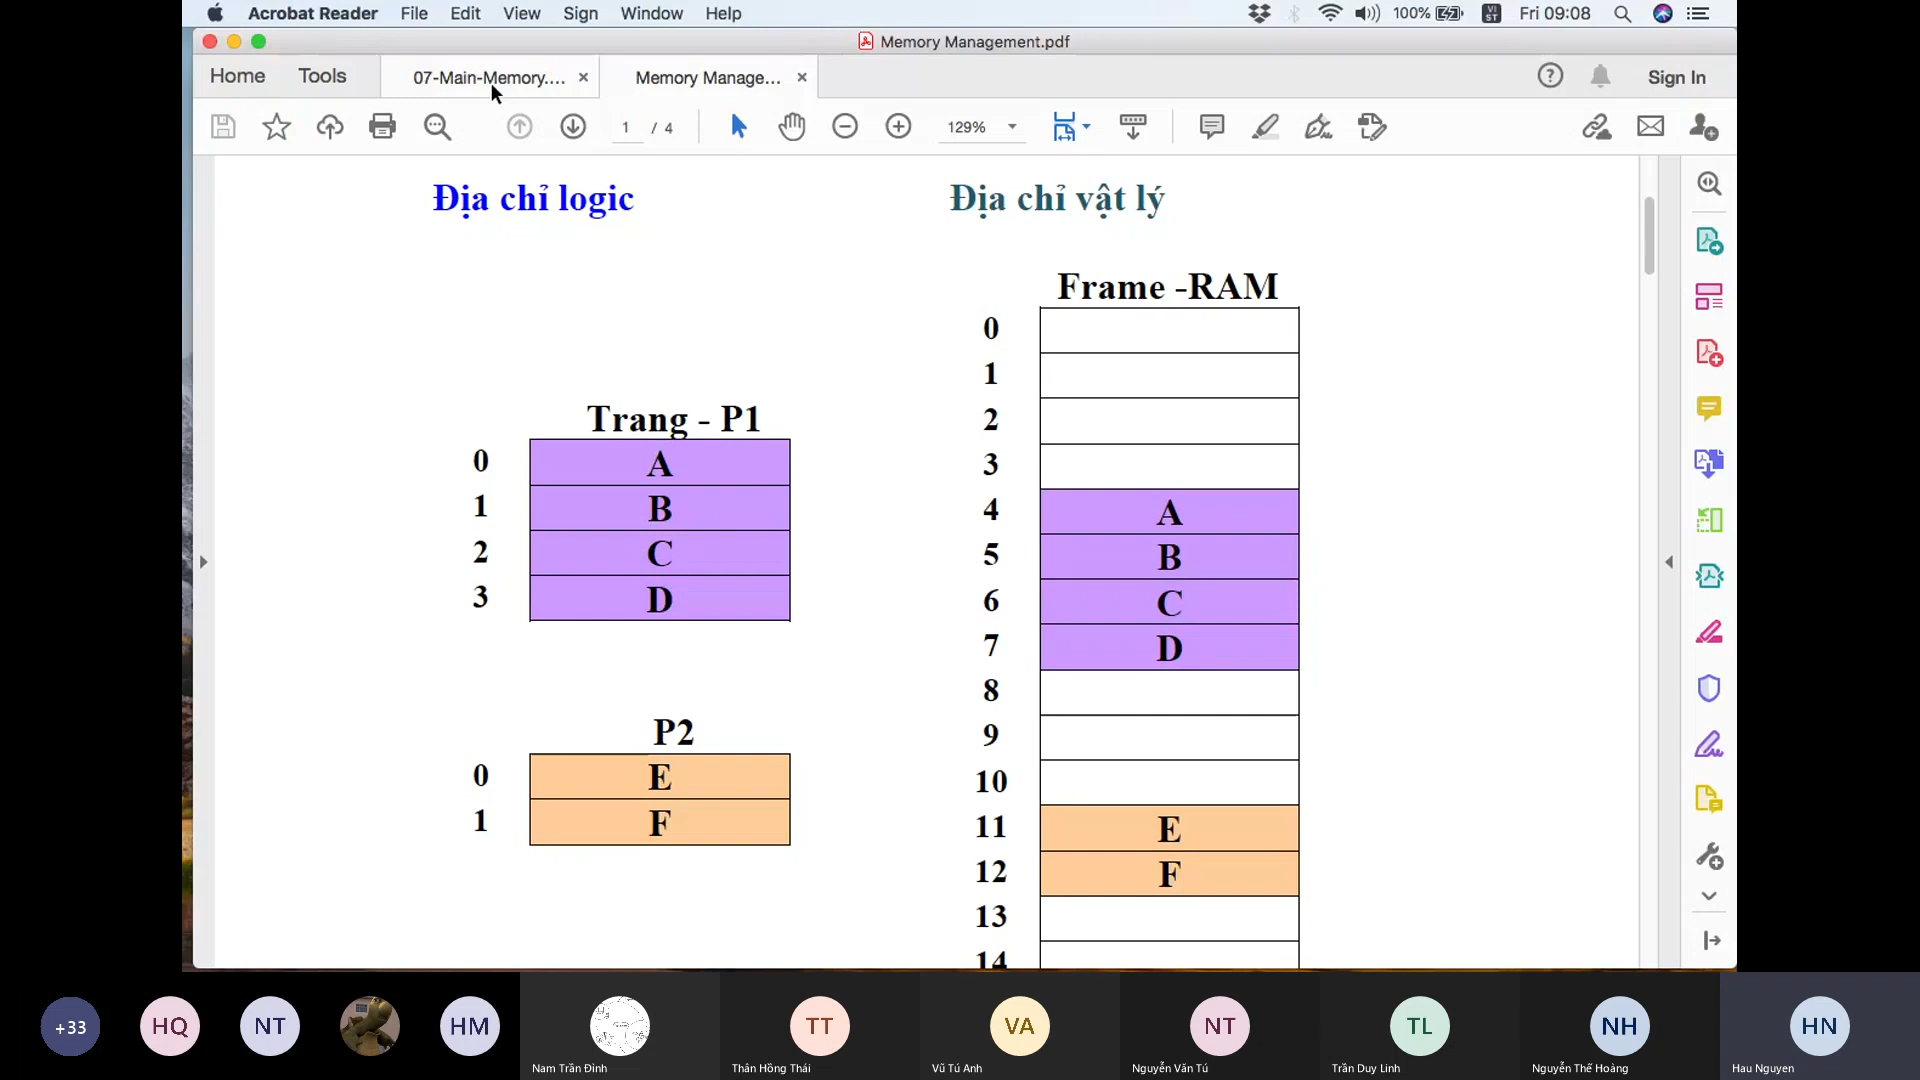 Acrobat Reader File Edit View Sign Window Help 100% VI ST Fri 09:08
Memory Management.pdf
Home Tools 07-Main-Memory.... × Memory Manage... × Sign In
1 / 4 129%
Địa chỉ logic
Địa chỉ vật lý
Frame -RAM
0
1
2
3
4 A
5 B
6 C
7 D
8
9
10
11 E
12 F
13
14
Trang - P1
0 A
1 B
2 C
3 D
P2
0 E
1 F
+33 HQ NT HM TT VA NT TL NH HN
Nam Trần Đình Thân Hồng Thái Vũ Tú Anh Nguyễn Văn Tú Trần Duy Linh Nguyễn Thế Hoàng Hau Nguyen